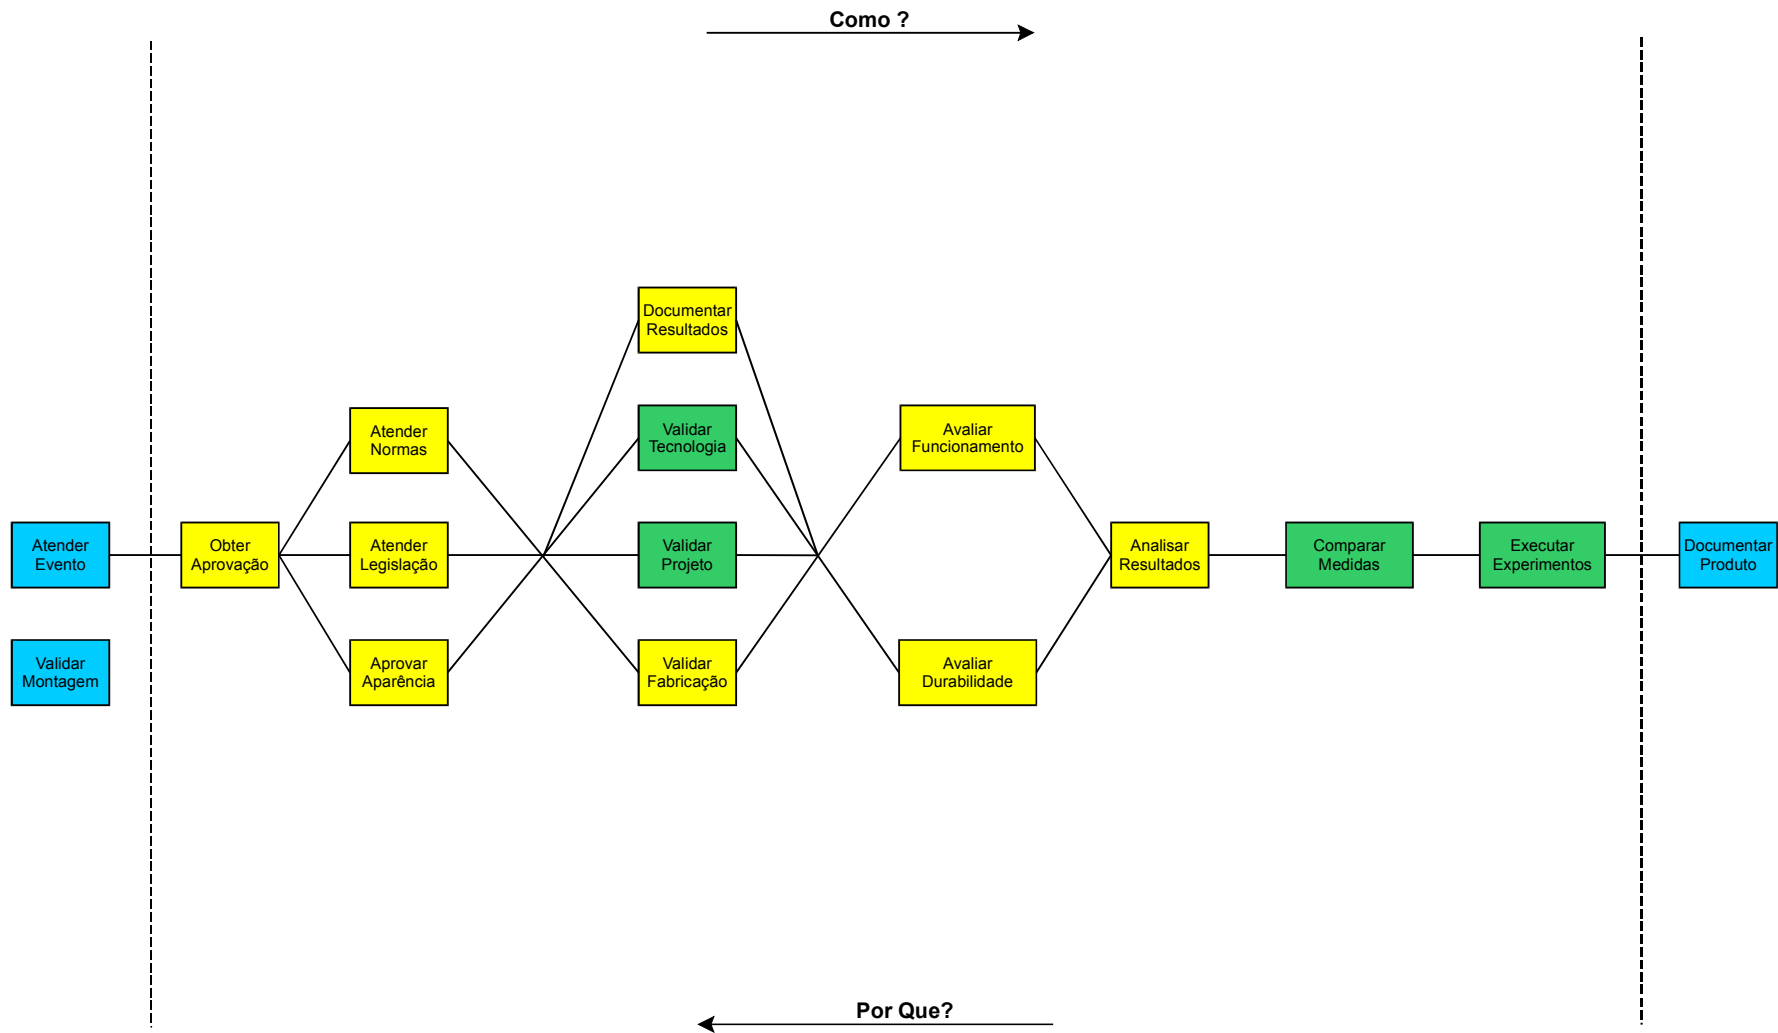 Como ?
Documentar
Resultados
Atender
Normas
Validar
Tecnologia
Avaliar
Funcionamento
Atender
Evento
Obter
Aprovação
Atender
Legislação
Validar
Projeto
Analisar
Resultados
Comparar
Medidas
Executar
Experimentos
Documentar
Produto
Validar
Montagem
Aprovar
Aparência
Validar
Fabricação
Avaliar
Durabilidade
Por Que?